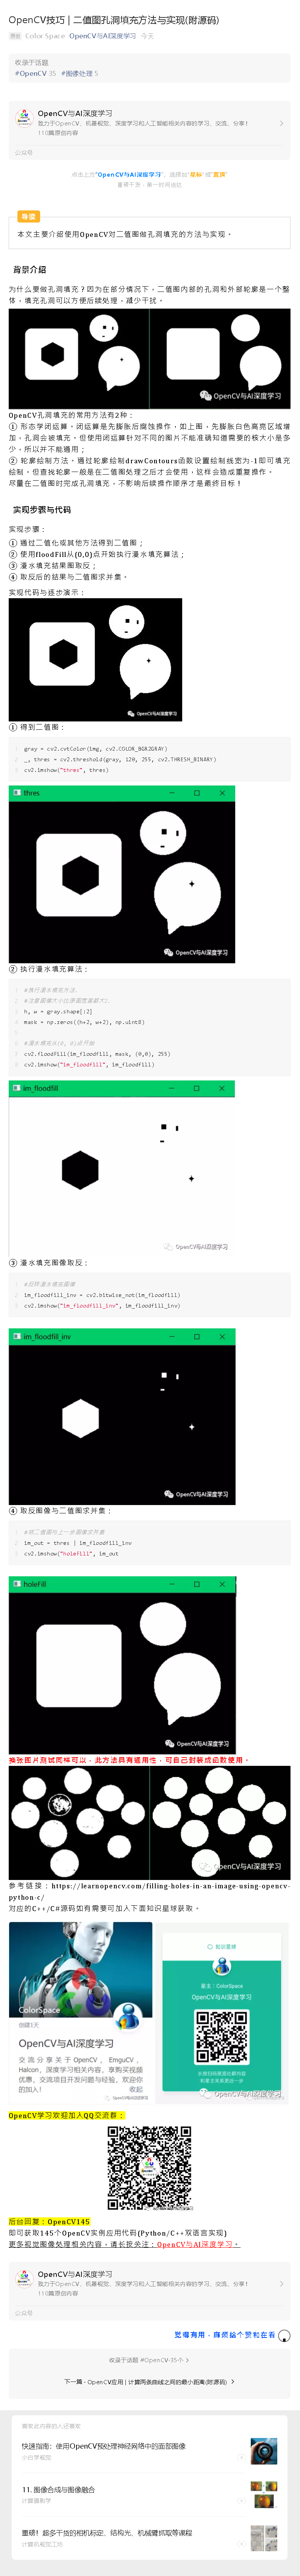 OpenCV技巧 | 二值图孔洞填充方法与实现(附源码)
原创 Color Space OpenCV与AI深度学习 今天
收录于话题
#OpenCV 35 #图像处理 5
OpenCV与AI深度学习
致力于OpenCV、机器视觉、深度学习和人工智能相关内容的学习、交流、分享!
110篇原创内容
公众号
点击上方"OpenCV与AI深度学习",选择加"星标"或"置顶"
重磅干货,第一时间送达
导读
本文主要介绍使用OpenCV对二值图做孔洞填充的方法与实现。
背景介绍
为什么要做孔洞填充?因为在部分情况下,二值图内部的孔洞和外部轮廓是一个整
体,填充孔洞可以方便后续处理,减少干扰。
OpenCV与AI深度学习
OpenCV孔洞填充的常用方法有2种:
① 形态学闭运算。闭运算是先膨胀后腐蚀操作,如上图,先膨胀白色高亮区域增
加,孔洞会被填充。但使用闭运算针对不同的图片不能准确知道需要的核大小是多
少,所以并不能通用;
② 轮廓绘制方法。通过轮廓绘制drawContours函数设置绘制线宽为-1即可填充
绘制。但查找轮廓一般是在二值图处理之后才会使用,这样会造成重复操作。
尽量在二值图时完成孔洞填充,不影响后续操作顺序才是最终目标!
实现步骤与代码
实现步骤:
① 通过二值化或其他方法得到二值图;
② 使用floodFill从(0,0)点开始执行漫水填充算法;
③ 漫水填充结果图取反;
④ 取反后的结果与二值图求并集。
实现代码与逐步演示:
OpenCV与AI深度学习
① 得到二值图:
1 gray = cv2.cvtColor(img, cv2.COLOR_BGR2GRAY)
2 _, thres = cv2.threshold(gray, 120, 255, cv2.THRESH_BINARY)
3 cv2.imshow("thres", thres)
thres
OpenCV与AI深度学习
② 执行漫水填充算法:
1 #执行漫水填充方法.
2 #注意图像大小比原图宽高都大2.
3 h, w = gray.shape[:2]
4 mask = np.zeros((h+2, w+2), np.uint8)
5
6 #漫水填充从(0, 0)点开始
7 cv2.floodFill(im_floodfill, mask, (0,0), 255)
8 cv2.imshow("im_floodfill", im_floodfill)
im_floodfill
OpenCV与AI深度学习
③ 漫水填充图像取反:
1 #反转漫水填充图像
2 im_floodfill_inv = cv2.bitwise_not(im_floodfill)
3 cv2.imshow("im_floodfill_inv", im_floodfill_inv)
im_floodfill_inv
OpenCV与AI深度学习
④ 取反图像与二值图求并集:
1 #将二值图与上一步图像求并集
2 im_out = thres | im_floodfill_inv
3 cv2.imshow("holefill", im_out
holeFill
OpenCV与AI深度学习
换张图片测试同样可以,此方法具有通用性,可自己封装成函数使用。
OpenCV与AI深度学习
参考链接:https://learnopencv.com/filling-holes-in-an-image-using-opencv-
python-c/
对应的C++/C#源码如有需要可加入下面知识星球获取。
ColorSpace
创建1天
OpenCV与AI深度学习
交流分享关于OpenCV、EmguCV、
Halcon、深度学习相关内容,享购买视频
优惠,交流项目开发问题与经验,欢迎你
的加入!
收起
知识星球
星主:ColorSpace
OpenCV与AI深度学习
OpenCV与AI深度学习
OpenCV学习欢迎加入QQ交流群:
后台回复:OpenCV145
即可获取145个OpenCV实例应用代码(Python/C++双语言实现)
更多视觉图像处理相关内容,请长按关注:OpenCV与AI深度学习。
OpenCV与AI深度学习
致力于OpenCV、机器视觉、深度学习和人工智能相关内容的学习、交流、分享!
110篇原创内容
公众号
觉得有用,麻烦给个赞和在看
收录于话题 #OpenCV·35个
下一篇 · OpenCV应用 | 计算两条曲线之间的最小距离(附源码)
喜欢此内容的人还喜欢
快速指南:使用OpenCV预处理神经网络中的面部图像
小白学视觉
11. 图像合成与图像融合
计算摄影学
重磅!超多干货的相机标定、结构光、机械臂抓取等课程
计算机视觉工坊